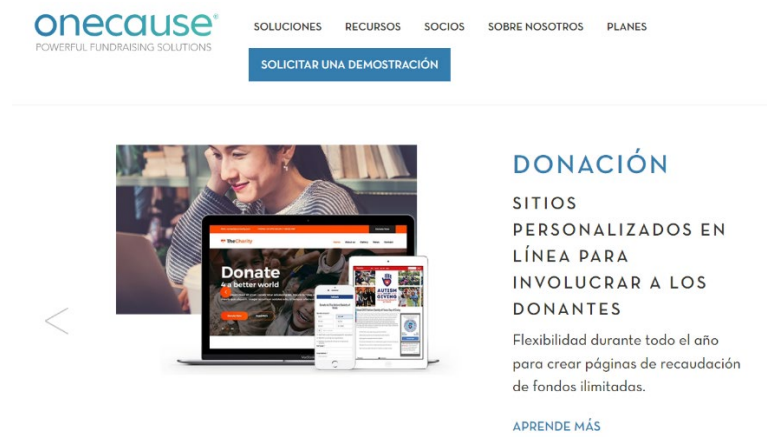 onecause®
POWERFUL FUNDRAISING SOLUTIONS
SOLUCIONES RECURSOS SOCIOS SOBRE NOSOTROS PLANES
SOLICITAR UNA DEMOSTRACIÓN
TheCharity
Donate
4 a better world
AUTISM
DONACIÓN
SITIOS
PERSONALIZADOS EN
LÍNEA PARA
INVOLUCRAR A LOS
DONANTES
Flexibilidad durante todo el año
para crear páginas de recaudación
de fondos ilimitadas.
APRENDE MÁS